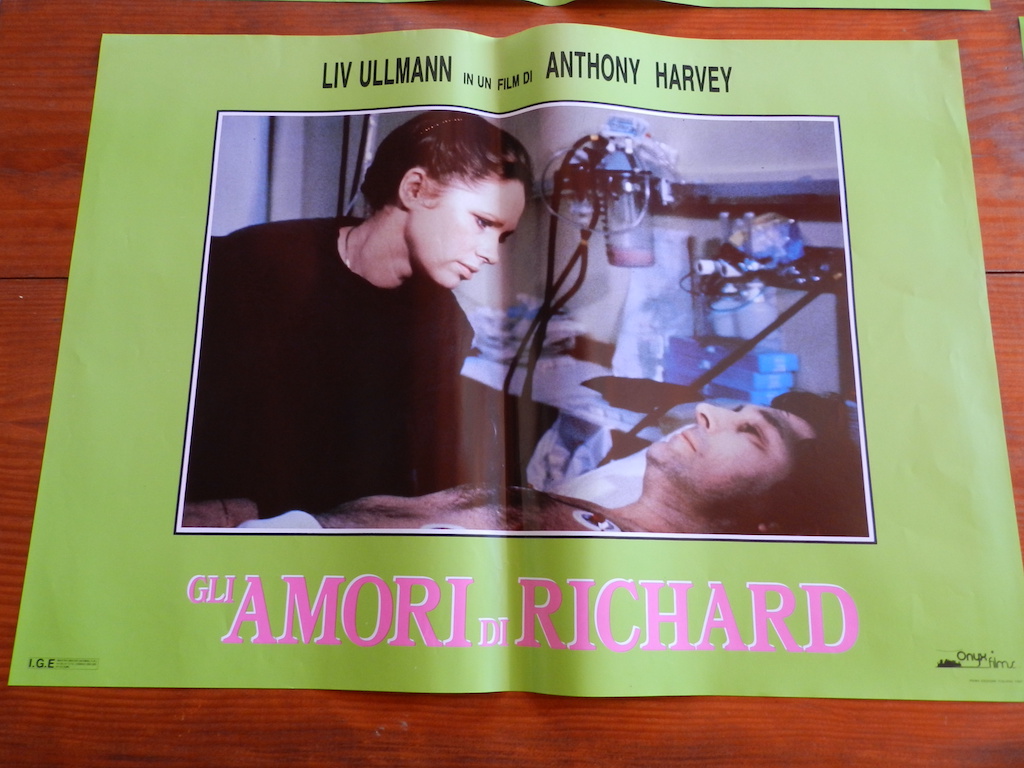 LIV ULLMANN IN UN FILM DI ANTHONY HARVEY
GLI AMORI DI RICHARD
I.G.E
Onyx films